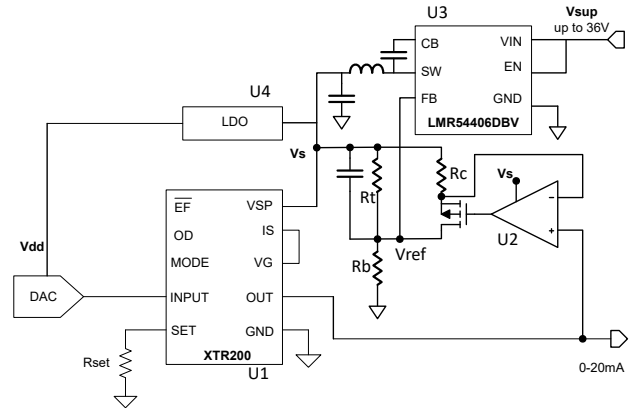 U3
Vsup
up to 36V
CB
VIN
SW
EN
FB
GND
LMR54406DBV
U4
LDO
Vs
Rc
Vs
Rt
-
+
U2
EF
VSP
IS
OD
VG
MODE
Vdd
Rb
Vref
DAC
INPUT
OUT
SET
GND
XTR200
U1
Rset
0-20mA